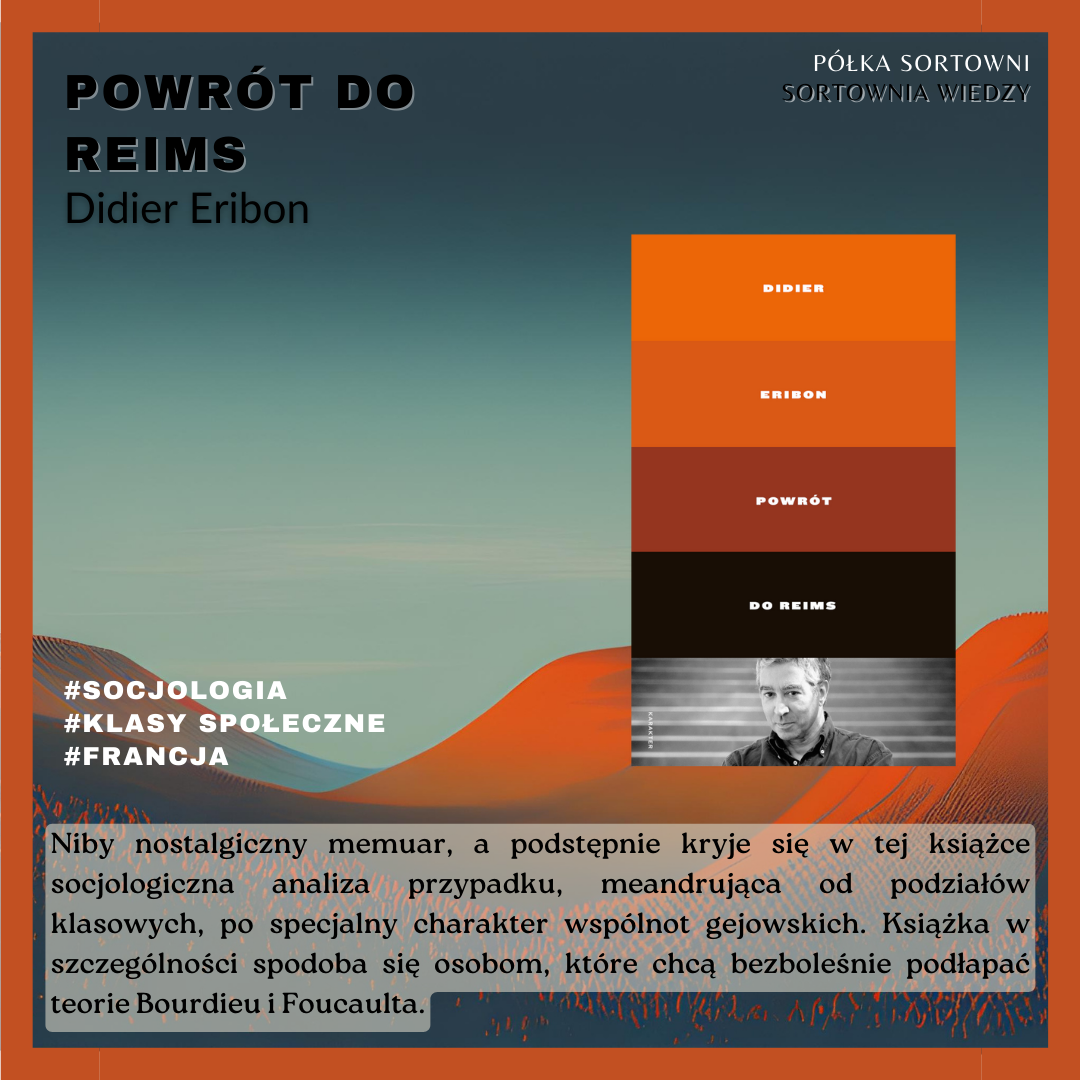 POWRÓT DO
REIMS
Didier Eribon
PÓŁKA SORTOWNI
SORTOWNIA WIEDZY
DIDIER
ERIBON
POWRÓT
DO REIMS
KARAKTER
#SOCJOLOGIA
#KLASY SPOŁECZNE
#FRANCJA
Niby nostalgiczny memuar, a podstępnie kryje się w tej książce
socjologiczna analiza przypadku, meandrująca od podziałów
klasowych, po specjalny charakter wspólnot gejowskich. Książka w
szczególności spodoba się osobom, które chcą bezboleśnie podłapać
teorie Bourdieu i Foucaulta.